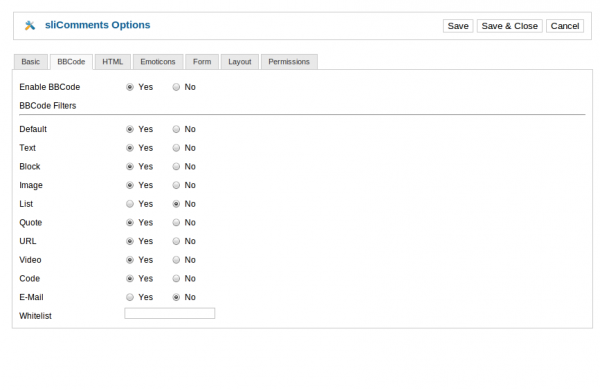 sliComments Options Save Save & Close Cancel
Basic BBCode HTML Emoticons Form Layout Permissions
Enable BBCode Yes No
BBCode Filters
Default Yes No
Text Yes No
Block Yes No
Image Yes No
List Yes No
Quote Yes No
URL Yes No
Video Yes No
Code Yes No
E-Mail Yes No
Whitelist